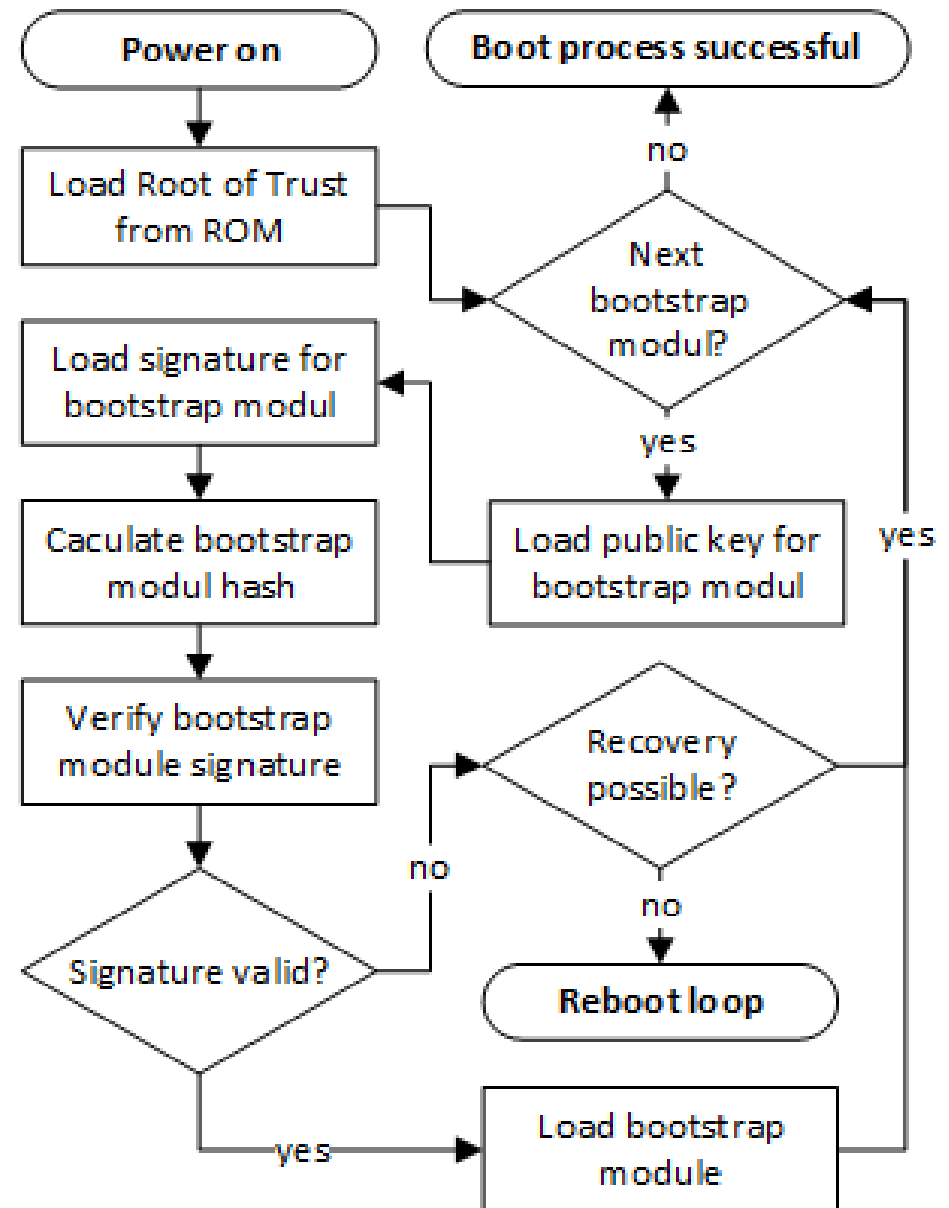 Power on
Load Root of Trust
from ROM
Next
bootstrap
modul?
no
Boot process successful
yes
Load public key for
bootstrap modul
Load signature for
bootstrap modul
Caculate bootstrap
modul hash
Verify bootstrap
module signature
Signature valid?
no
Recovery
possible?
yes
no
Reboot loop
yes
Load bootstrap
module